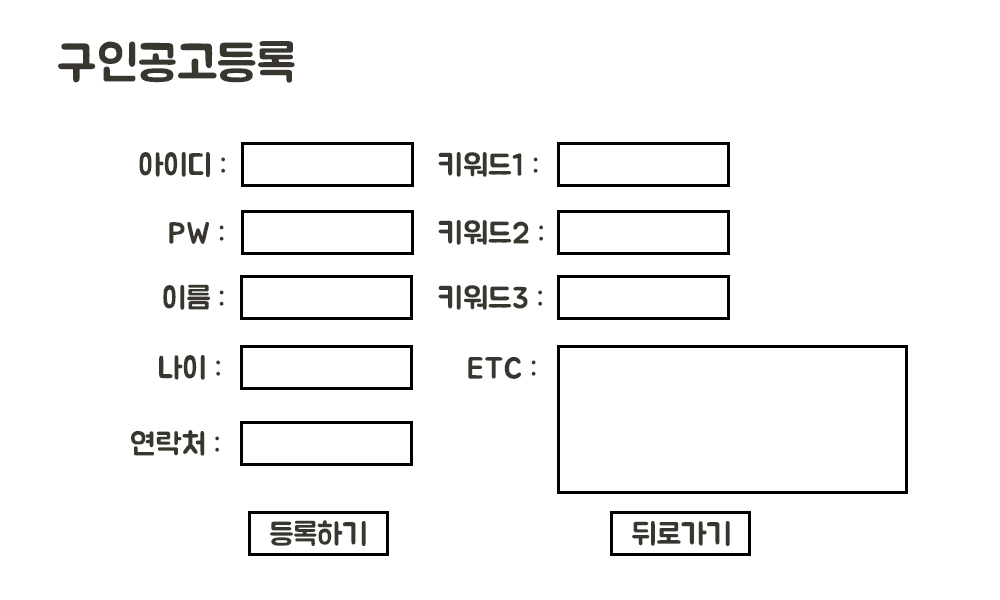 구인공고등록
아이디 : 키워드1 :
PW : 키워드2 :
이름 : 키워드3 :
나이 : ETC :
연락처 :
등록하기 뒤로가기